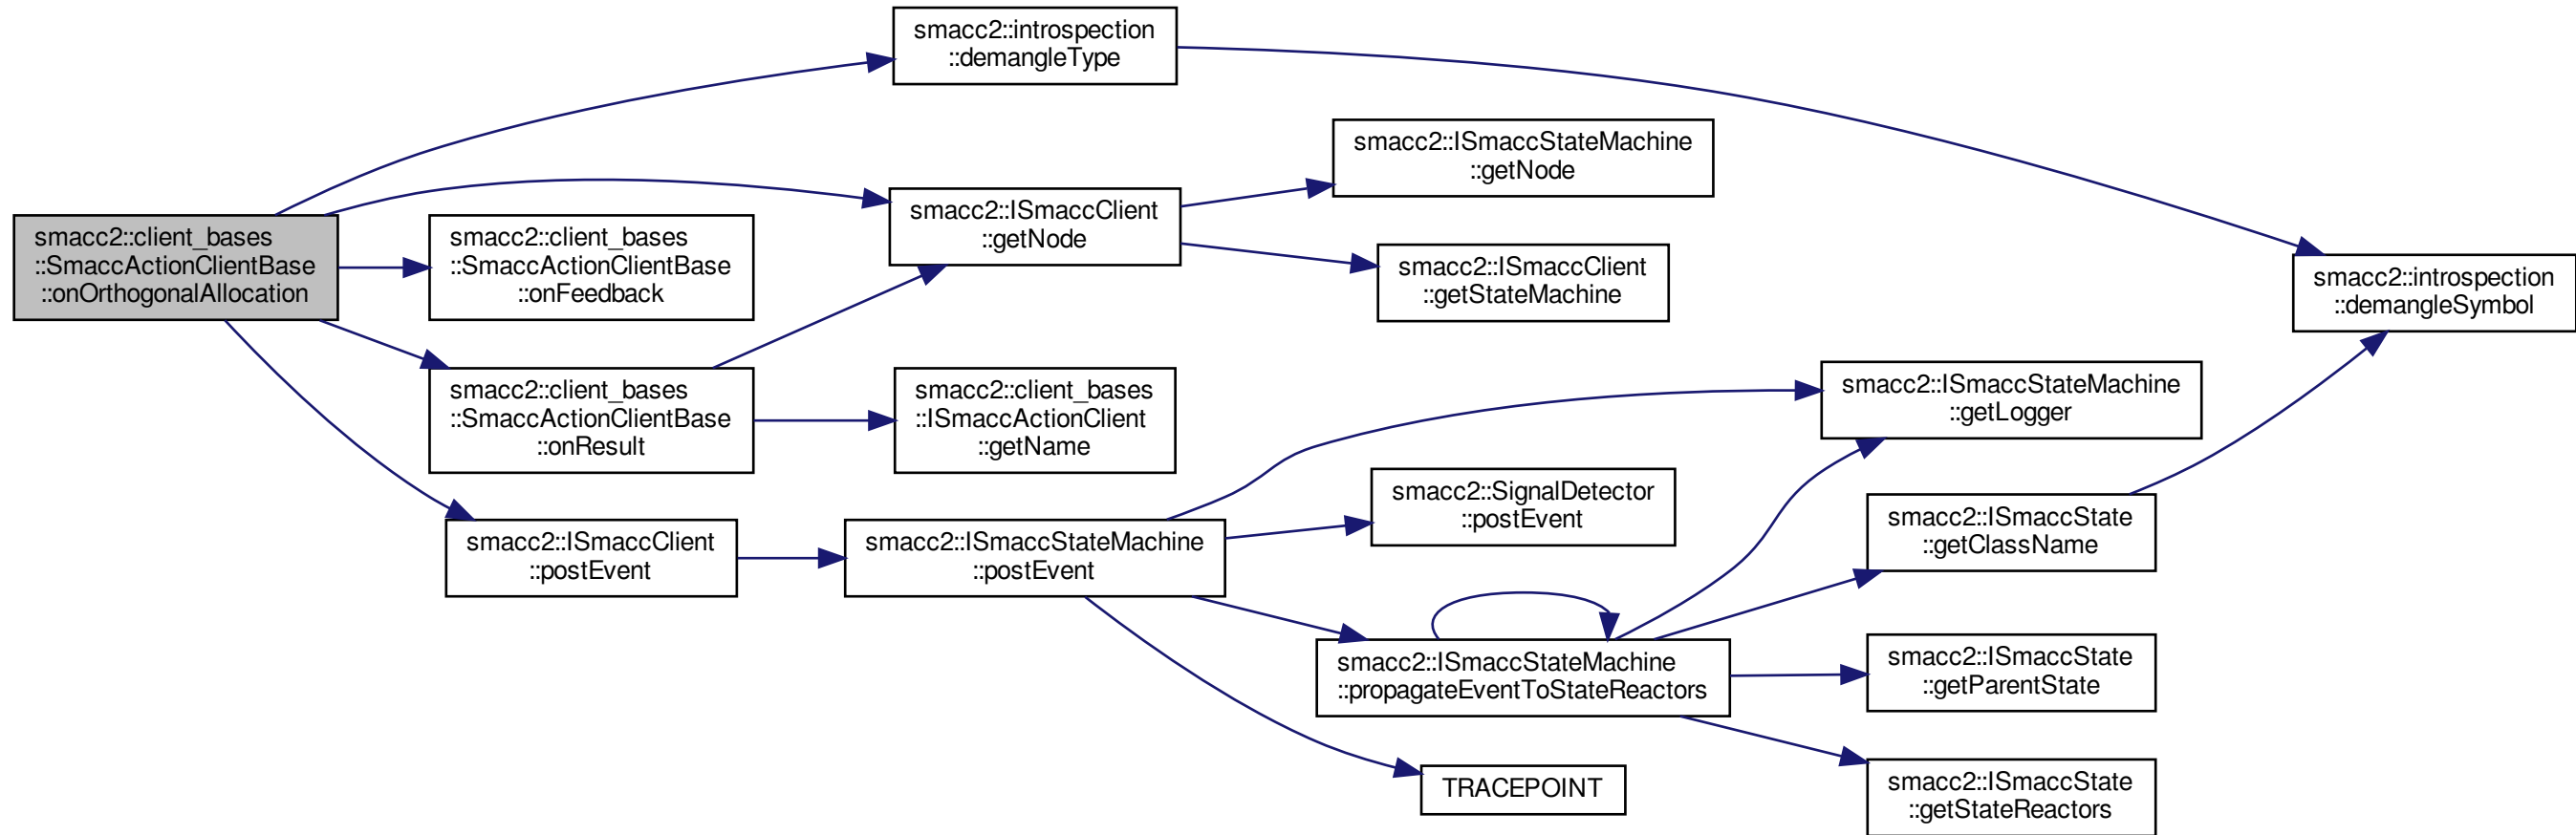 smacc2::client_bases
::SmaccActionClientBase
::onOrthogonalAllocation
smacc2::introspection
::demangleType
smacc2::ISmaccClient
::getNode
smacc2::client_bases
::SmaccActionClientBase
::onFeedback
smacc2::client_bases
::SmaccActionClientBase
::onResult
smacc2::ISmaccClient
::postEvent
smacc2::client_bases
::ISmaccActionClient
::getName
smacc2::ISmaccStateMachine
::postEvent
smacc2::ISmaccStateMachine
::getNode
smacc2::ISmaccClient
::getStateMachine
smacc2::SignalDetector
::postEvent
smacc2::ISmaccStateMachine
::propagateEventToStateReactors
TRACEPOINT
smacc2::ISmaccStateMachine
::getLogger
smacc2::ISmaccState
::getClassName
smacc2::ISmaccState
::getParentState
smacc2::ISmaccState
::getStateReactors
smacc2::introspection
::demangleSymbol